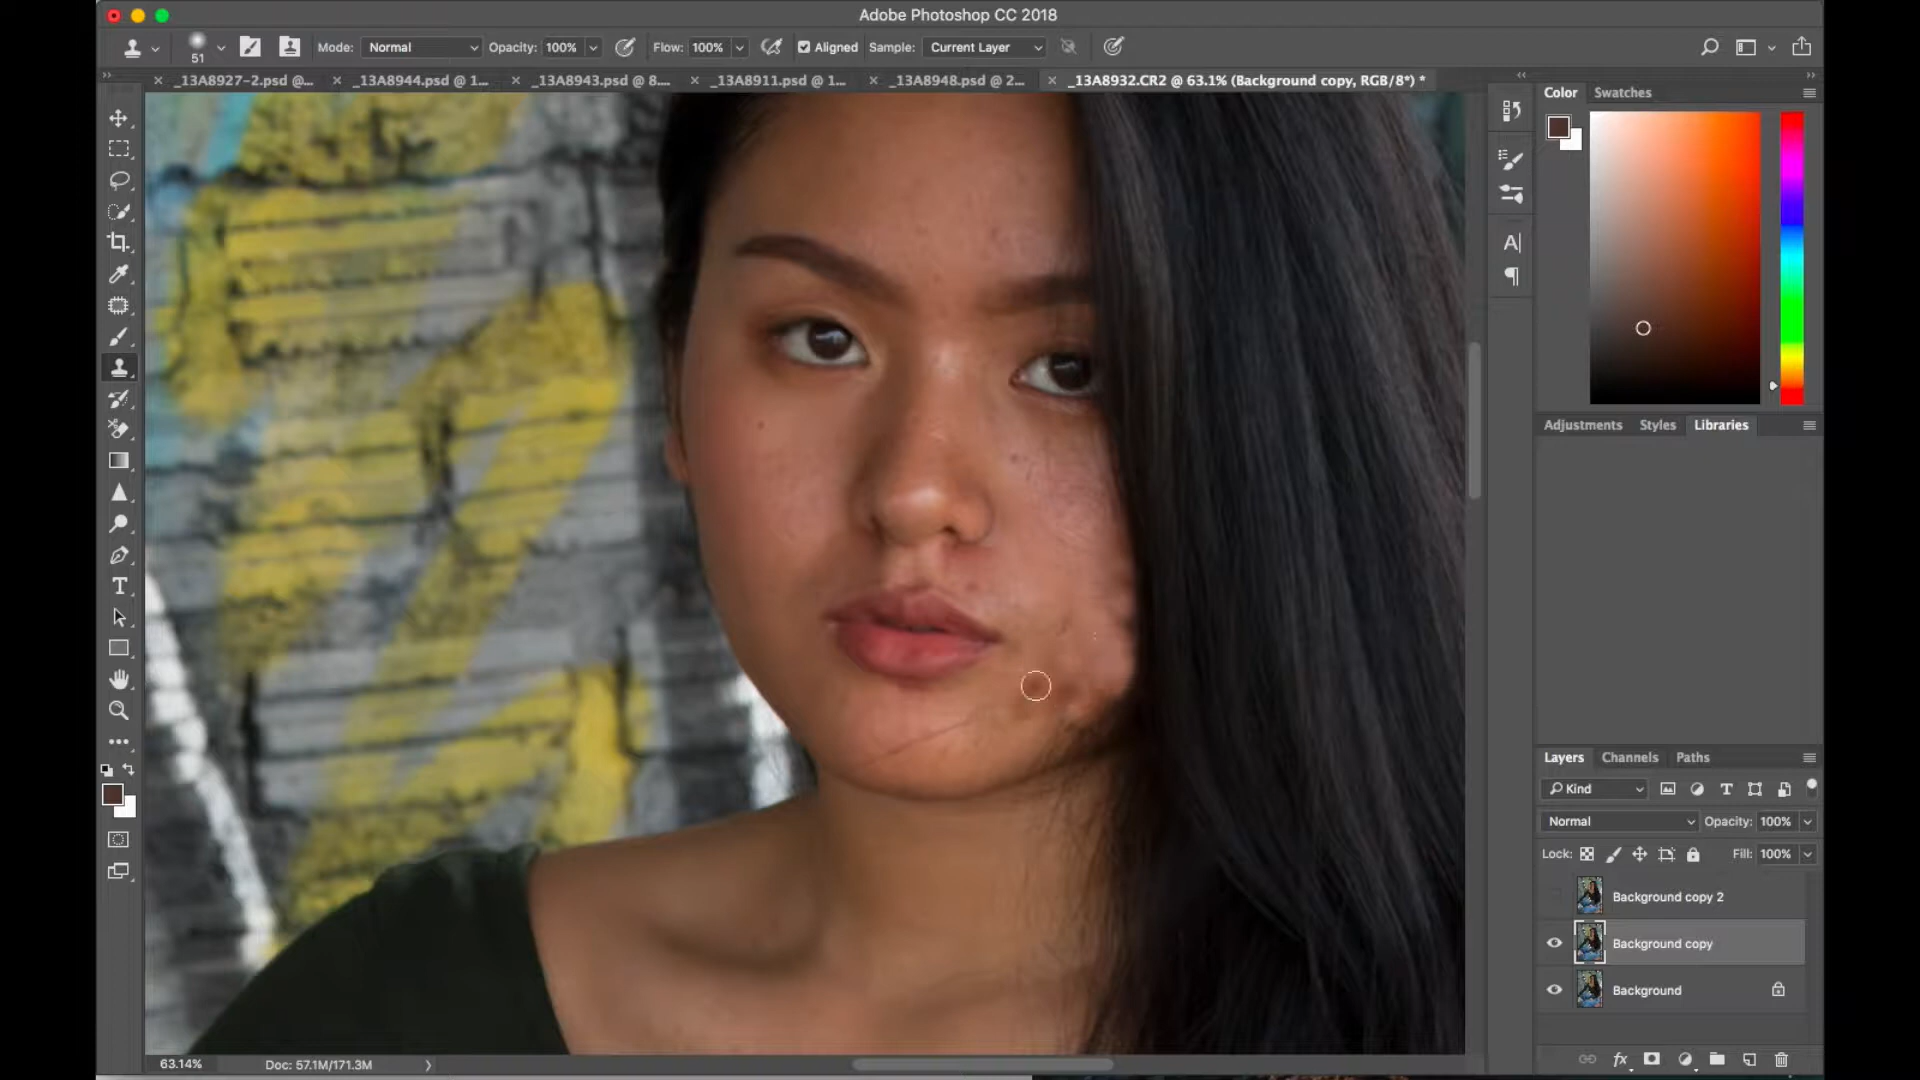 Adobe Photoshop CC 2018
51 Mode: Normal Opacity: 100% Flow: 100% Aligned Sample: Current Layer
_13A8927-2.psd @... _13A8944.psd @ 1... _13A8943.psd @ 8.... _13A8911.psd @ 1... _13A8948.psd @ 2... _13A8932.CR2 @ 63.1% (Background copy, RGB/8*) *
Color Swatches
Adjustments Styles Libraries
Layers Channels Paths
Kind
Normal Opacity: 100%
Lock: Fill: 100%
Background copy 2
Background copy
Background
63.14% Doc: 57.1M/171.3M